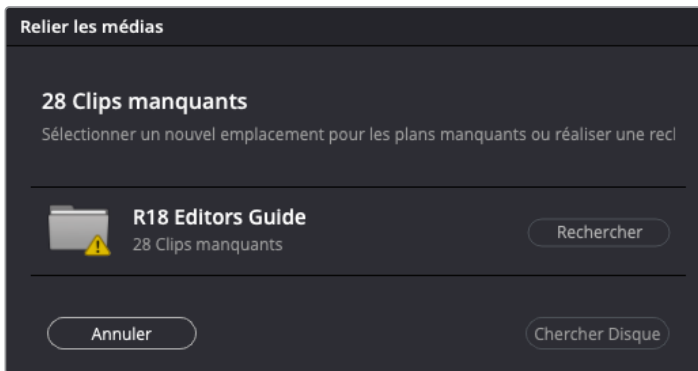 Relier les médias
28 Clips manquants
Sélectionner un nouvel emplacement pour les plans manquants ou réaliser une recl
R18 Editors Guide
28 Clips manquants
Rechercher
Annuler
Chercher Disque